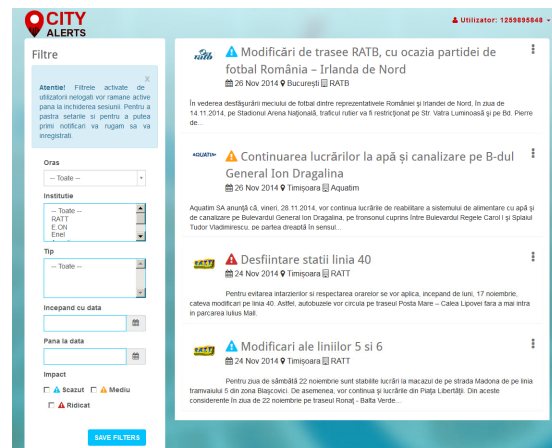 CITY
ALERTS
Utilizator: 1259895848
Filtre
X
Atentie! Filtrele activate de
utilizatorii nelogati vor ramane active
pana la inchiderea sesiunii. Pentru a
pastra setarile si pentru a putea
primi notificari va rugam sa va
inregistrati.
Oras
-- Toate --
Institutie
-- Toate --
RATT
E.ON
Enel
Tip
-- Toate --
Incepand cu data
Pana la data
Impact
Scazut Mediu
Ridicat
SAVE FILTERS
ratb
Modificări de trasee RATB, cu ocazia partidei de
fotbal România – Irlanda de Nord
26 Nov 2014 București RATB
În vederea desfășurării meciului de fotbal dintre reprezentativele României și Irlandei de Nord, în ziua de
14.11.2014, pe Stadionul Arena Națională, traficul rutier va fi restricționat pe Str. Vatra Luminoasă și pe Bd. Pierre
de...
AQUATIM
Continuarea lucrărilor la apă și canalizare pe B-dul
General Ion Dragalina
26 Nov 2014 Timișoara Aquatim
Aquatim SA anunță că, vineri, 28.11.2014, vor continua lucrările de reabilitare a sistemului de alimentare cu apă și
de canalizare pe Bulevardul General Ion Dragalina, pe tronsonul cuprins între Bulevardul Regele Carol I și Splaiul
Tudor Vladimirescu, pe partea dreaptă în sensul...
RATT
Desfiintare statii linia 40
24 Nov 2014 Timișoara RATT
Pentru evitarea intarzierilor si respectarea orarelor se vor aplica, incepand de luni, 17 noiembrie,
cateva modificari pe linia 40. Astfel, autobuzele vor circula pe traseul Posta Mare – Calea Lipovei fara a mai intra
in parcarea Iulius Mall.
RATT
Modificari ale liniilor 5 si 6
24 Nov 2014 Timișoara RATT
Pentru ziua de sâmbătă 22 noiembrie sunt stabilite lucrări la macazul de pe strada Madona de pe linia
tramvaiului 5 din zona Blașcovici. De asemenea, vor continua și lucrările din Piața Libertății. Din aceste
considerente în ziua de 22 noiembrie pe traseul Ronaț - Balta Verde...